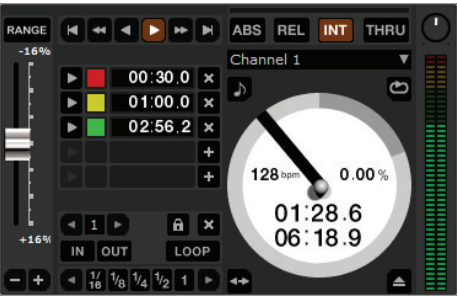 RANGE ABS REL INT THRU
-16% Channel 1
00:30.0
01:00.0
02:56.2
128 bpm 0.00 %
01:28.6
06:18.9
1
+16%
IN OUT LOOP
- + 1/16 1/8 1/4 1/2 1